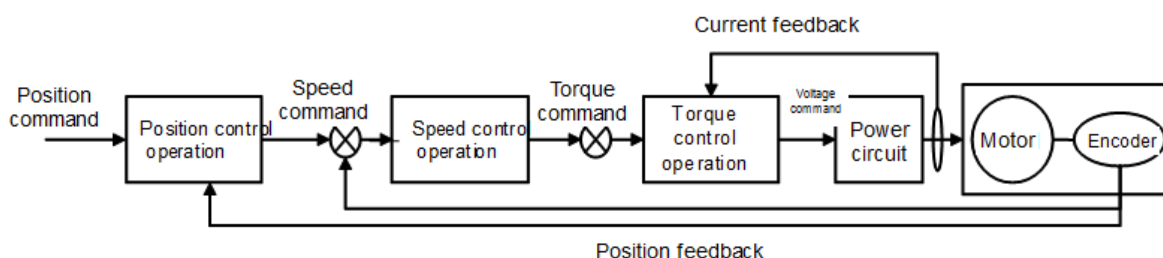 Current feedback
Position
command
Speed
command
Torque
command
Voltage
command
Position control
operation
Speed control
operation
Torque
control
operation
Power
circuit
Motor
Encoder
Position feedback